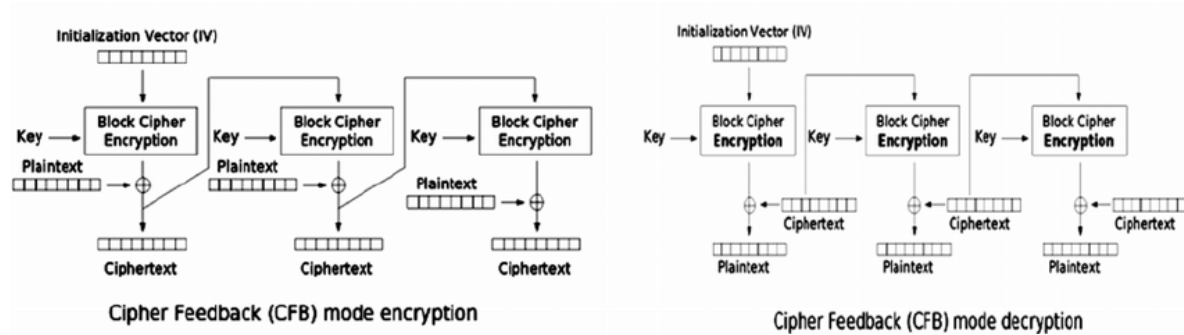 Initialization Vector (IV)
Block Cipher
Encryption
Block Cipher
Encryption
Block Cipher
Encryption
Key
Key
Key
Plaintext
Plaintext
Plaintext
Ciphertext
Ciphertext
Ciphertext
Cipher Feedback (CFB) mode encryption
Initialization Vector (IV)
Block Cipher
Encryption
Block Cipher
Encryption
Block Cipher
Encryption
Key
Key
Key
Ciphertext
Ciphertext
Ciphertext
Plaintext
Plaintext
Plaintext
Cipher Feedback (CFB) mode decryption